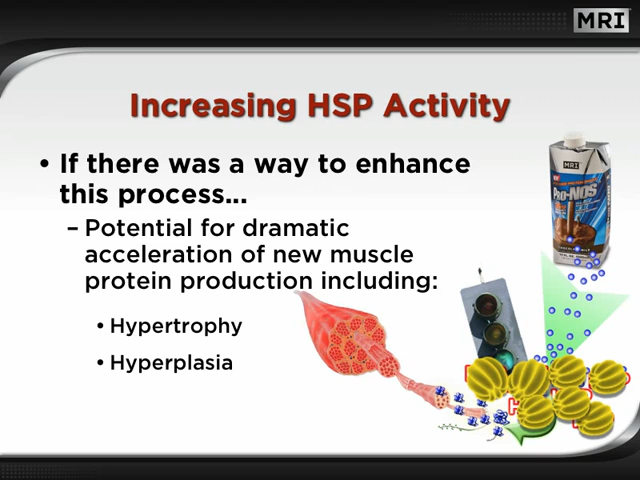 MRI
Increasing HSP Activity
• If there was a way to enhance
this process...
– Potential for dramatic
acceleration of new muscle
protein production including:
• Hypertrophy
• Hyperplasia
MRI
PRO-NOS